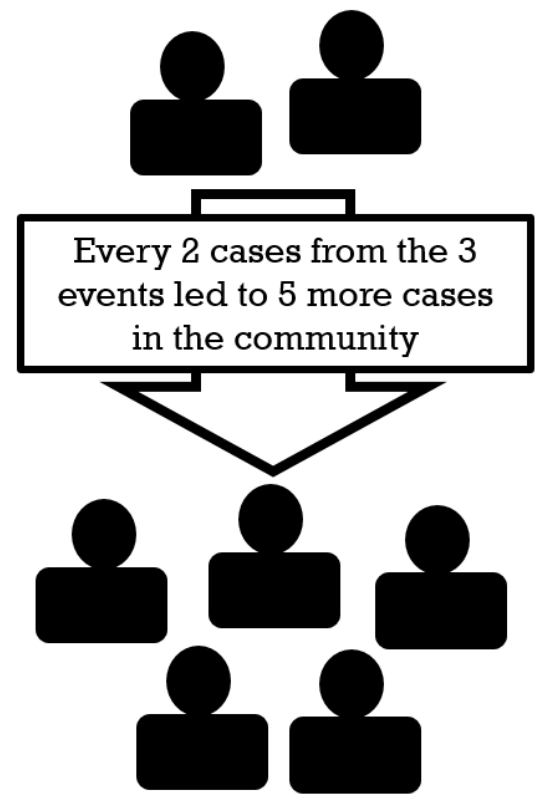 Every 2 cases from the 3
events led to 5 more cases
in the community